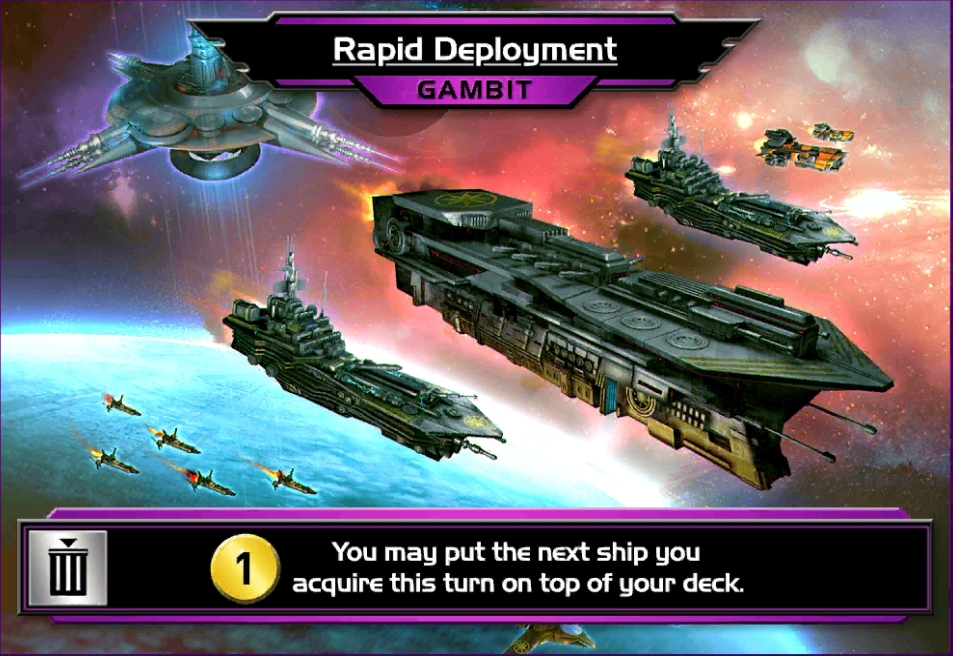 Rapid Deployment
GAMBIT
1
You may put the next ship you
acquire this turn on top of your deck.